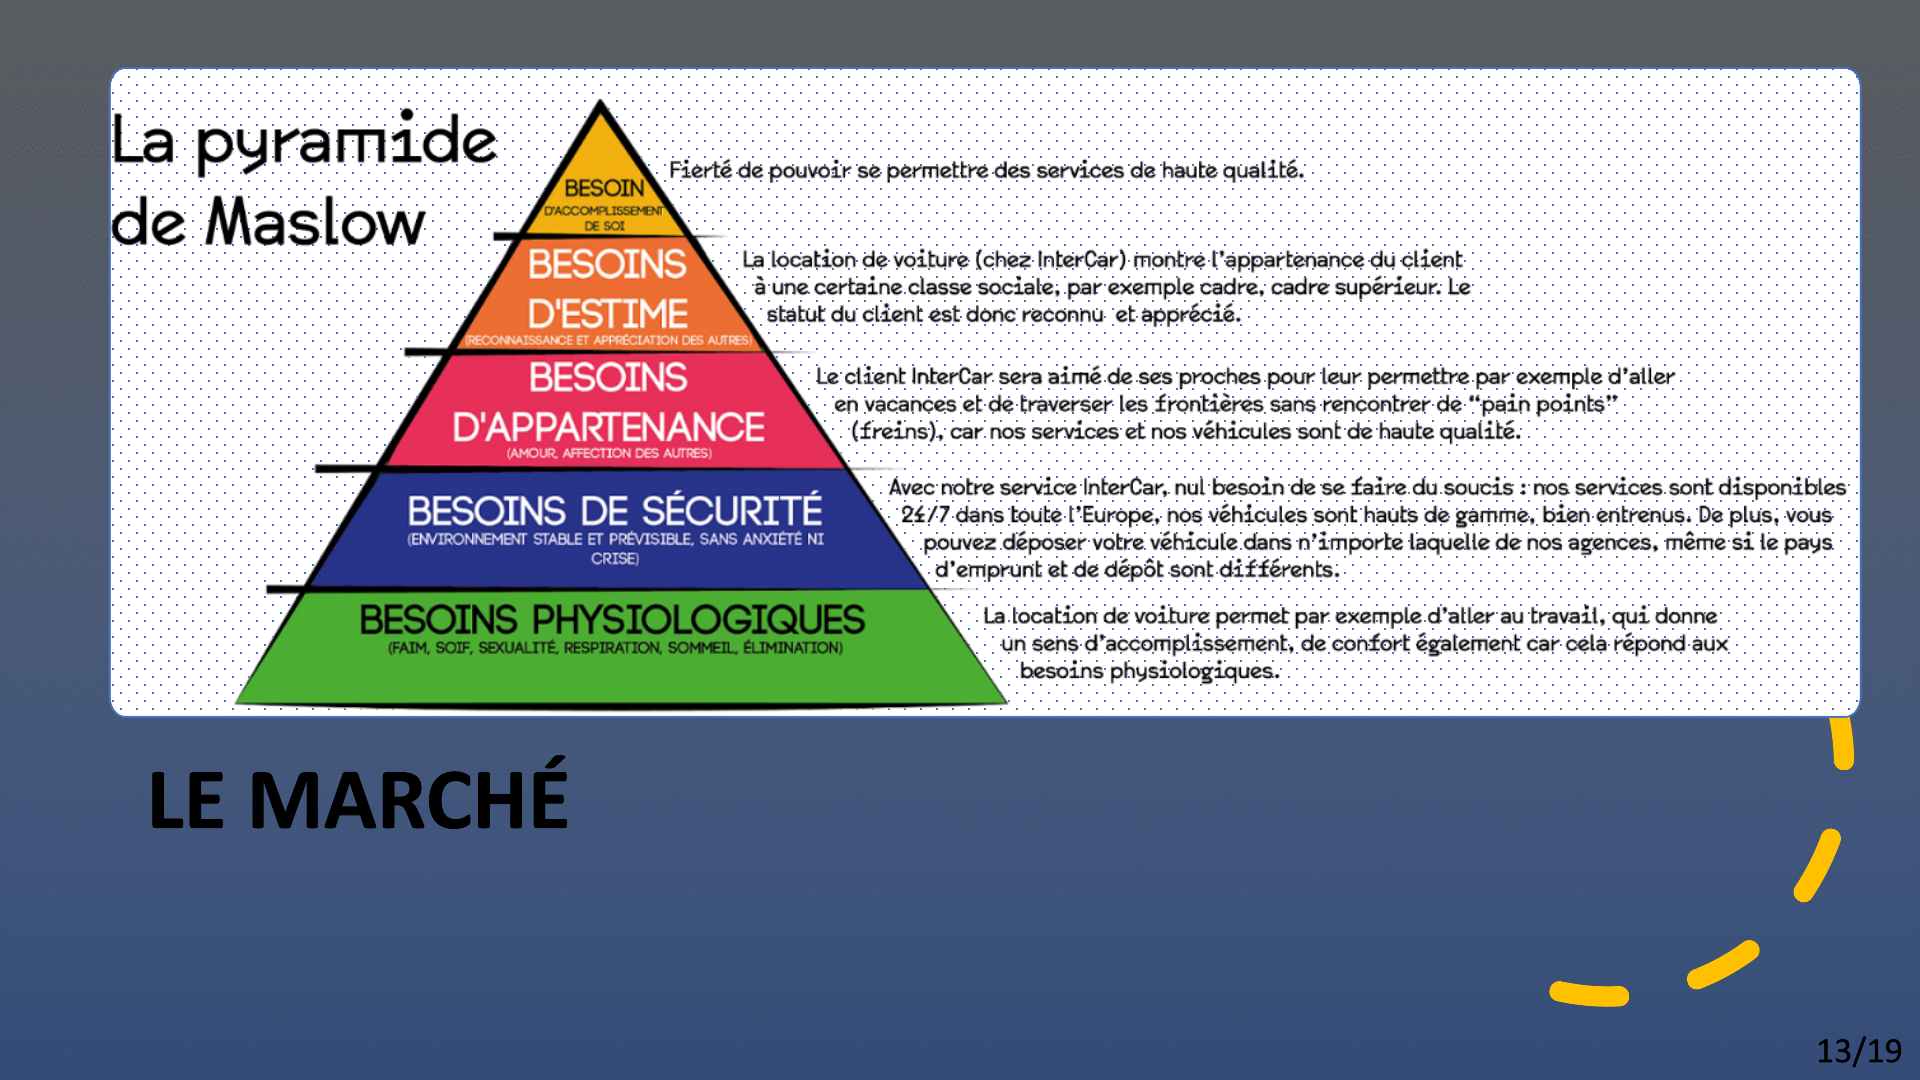 La pyramide
de Maslow
BESOIN
D'ACCOMPLISSEMENT
DE SOI
Fierté de pouvoir se permettre des services de haute qualité.
BESOINS
D'ESTIME
(RECONNAISSANCE ET APPRÉCIATION DES AUTRES)
La location de voiture (chez InterCar) montre l'appartenance du client
à une certaine classe sociale, par exemple cadre, cadre supérieur. Le
statut du client est donc reconnu et apprécié.
BESOINS
D'APPARTENANCE
(AMOUR, AFFECTION DES AUTRES)
Le client InterCar sera aimé de ses proches pour leur permettre par exemple d'aller
en vacances et de traverser les frontières sans rencontrer de “pain points”
(freins), car nos services et nos véhicules sont de haute qualité.
BESOINS DE SÉCURITÉ
(ENVIRONNEMENT STABLE ET PRÉVISIBLE, SANS ANXIÉTÉ NI
CRISE)
Avec notre service InterCar, nul besoin de se faire du soucis : nos services sont disponibles
24/7 dans toute l'Europe, nos véhicules sont hauts de gamme, bien entrenus. De plus, vous
pouvez déposer votre véhicule dans n'importe laquelle de nos agences, même si le pays
d'emprunt et de dépôt sont différents.
BESOINS PHYSIOLOGIQUES
(FAIM, SOIF, SEXUALITÉ, RESPIRATION, SOMMEIL, ÉLIMINATION)
La location de voiture permet par exemple d'aller au travail, qui donne
un sens d'accomplissement, de confort également car cela répond aux
besoins physiologiques.
LE MARCHÉ
13/19